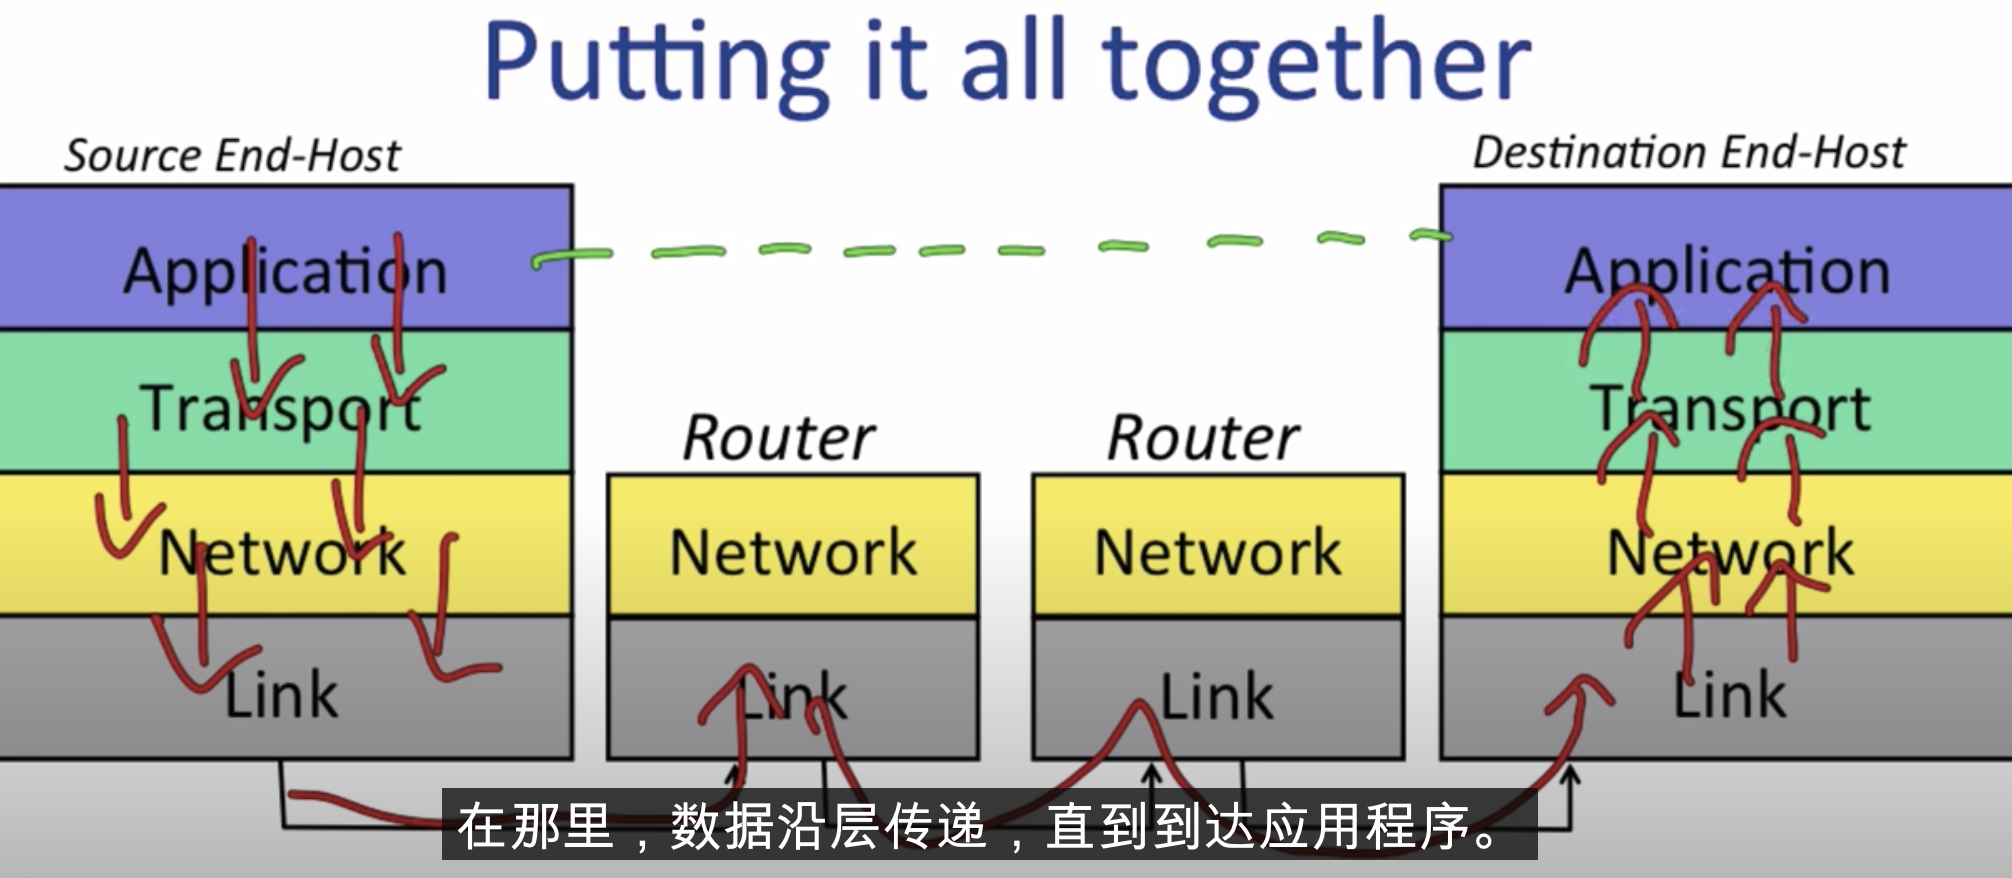 Putting it all together
Source End-Host
Destination End-Host
Application
Transport
Network
Link
Router
Network
Link
Router
Network
Link
Application
Transport
Network
Link
在那里，数据沿层传递，直到到达应用程序。